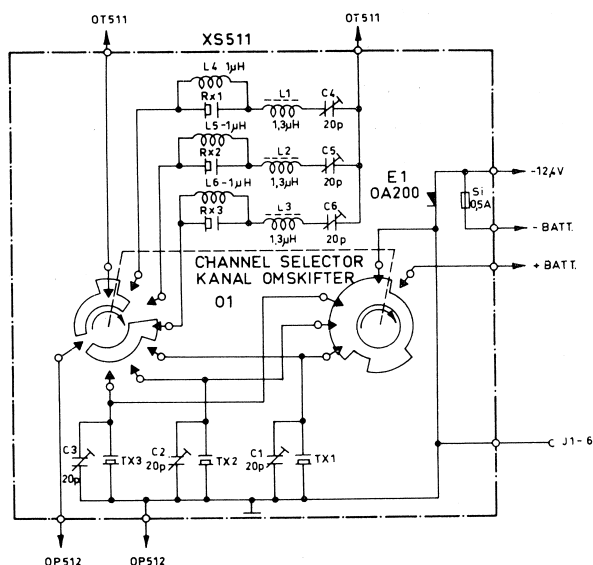 OT511
OT511
XS511
L4 1µH
Rx1
L1
1,3µH
C4
20p
L5-1µH
Rx2
L2
1,3µH
C5
20p
L6-1µH
Rx3
L3
1,3µH
C6
20p
E1
OA200
Si
0,5A
-12,4V
- BATT.
+ BATT.
CHANNEL SELECTOR
KANAL OMSKIFTER
O1
C3
20p
TX3
C2
20p
TX2
C1
20p
TX1
J1-6
OP512
OP512